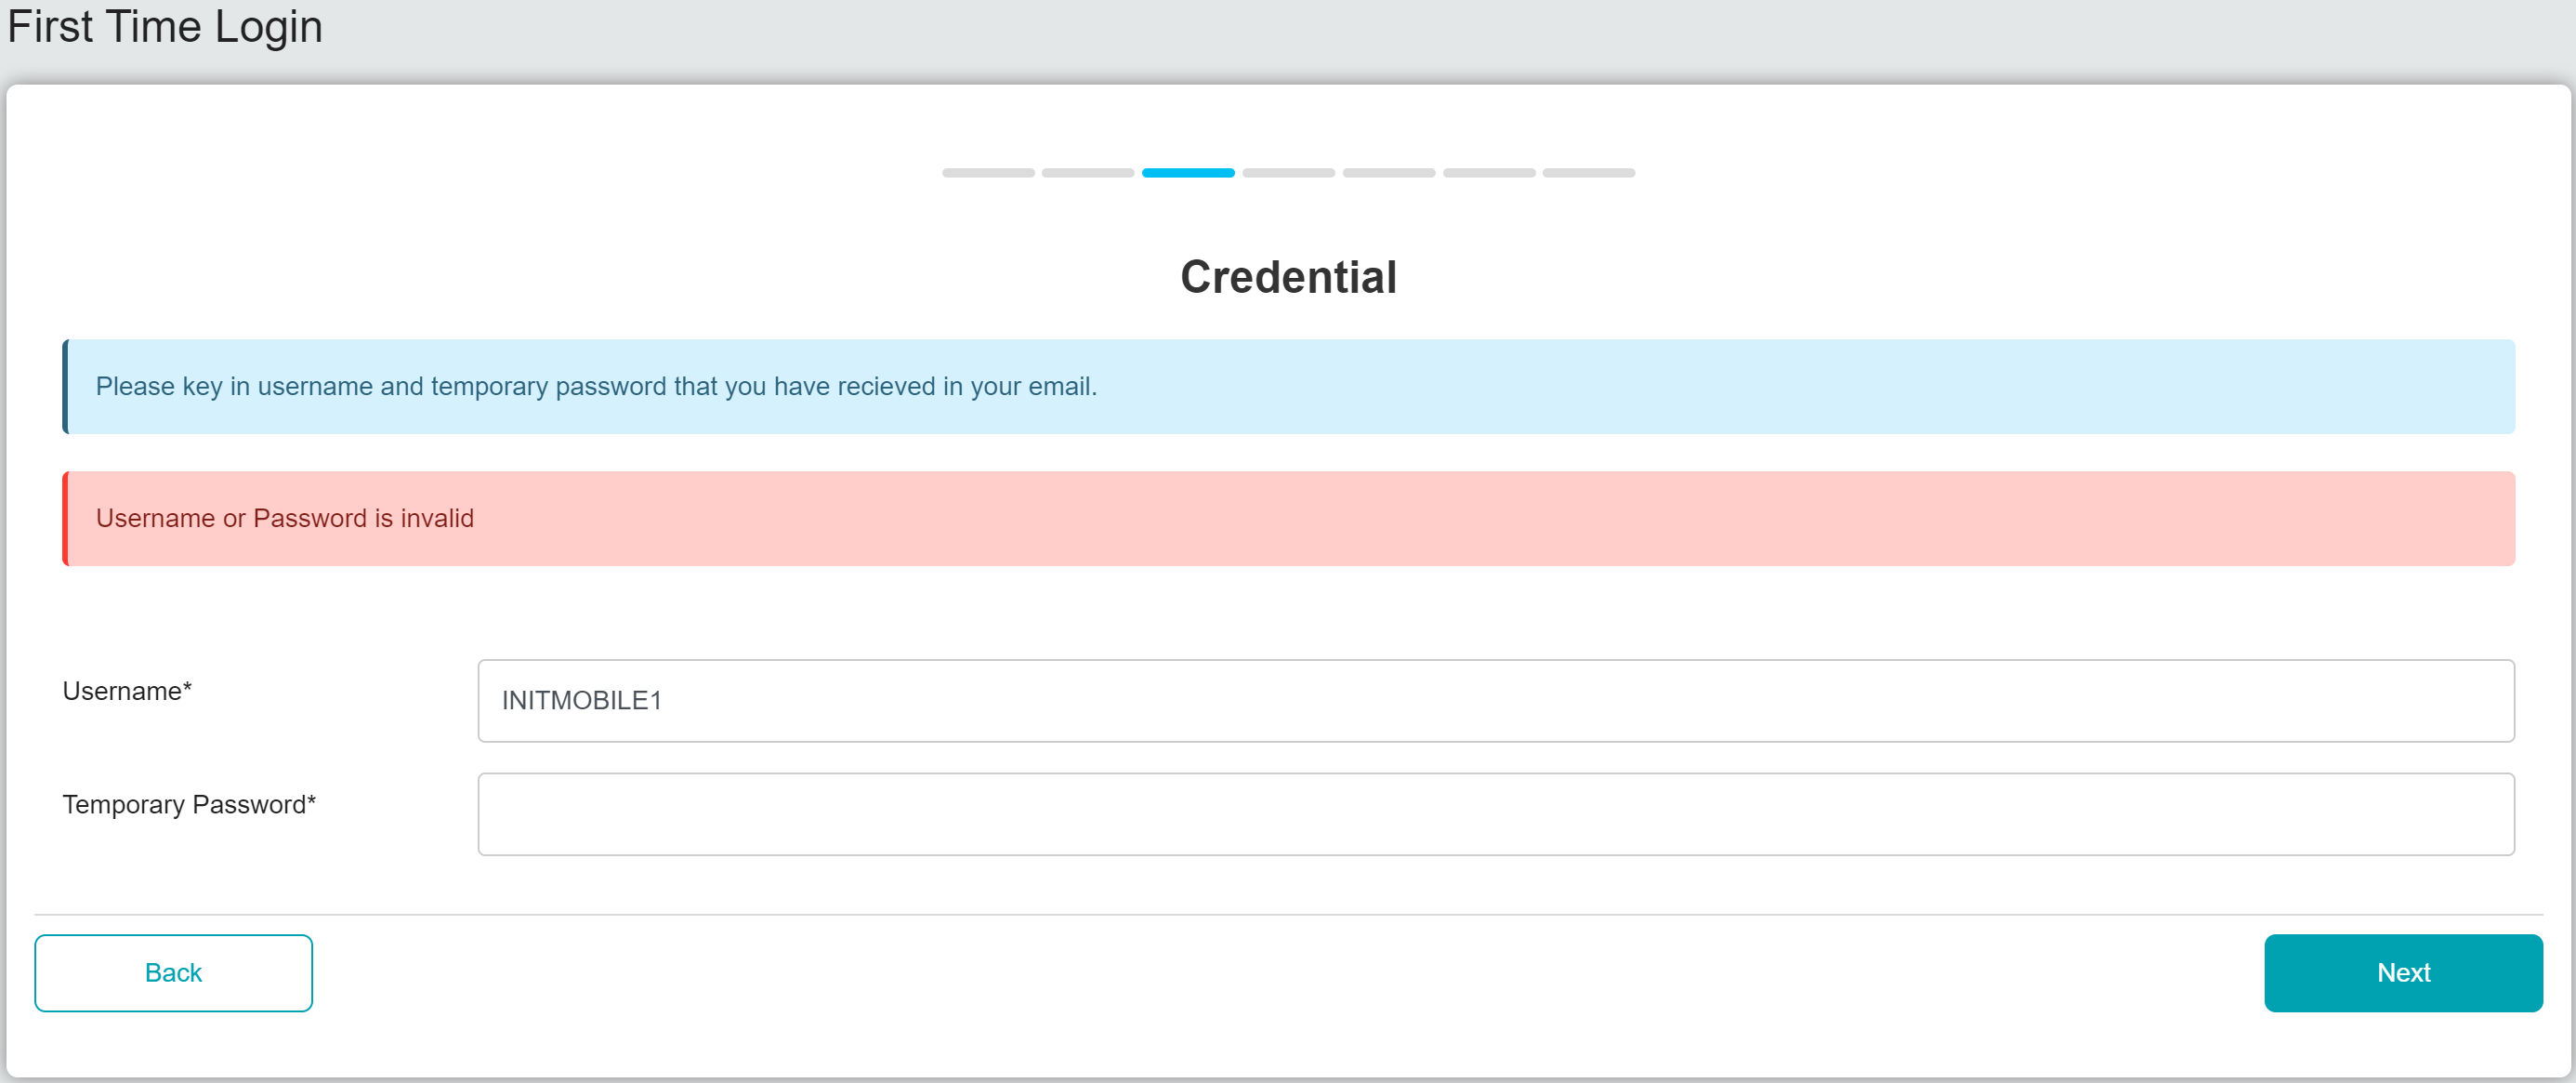 First Time Login
Credential
Please key in username and temporary password that you have recieved in your email.
Username or Password is invalid
Username*
INITMOBILE1
Temporary Password*
Back
Next